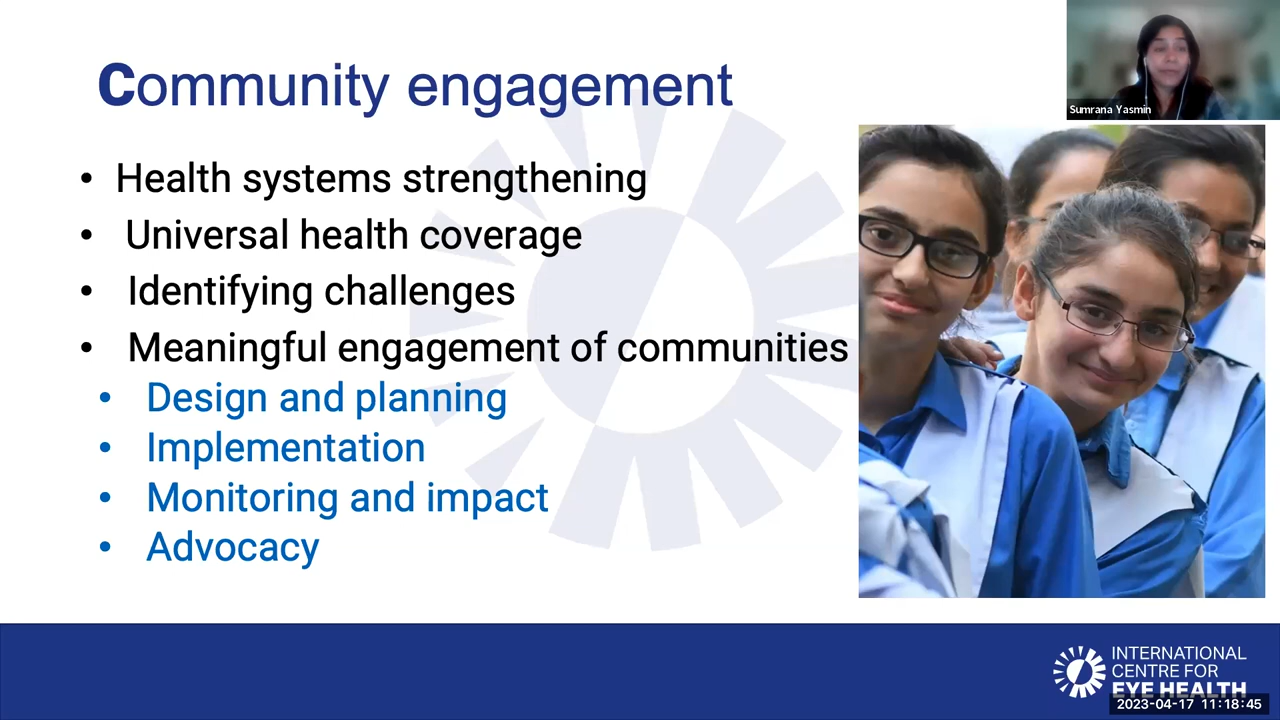 Community engagement
Sumrana Yasmin
• Health systems strengthening
• Universal health coverage
• Identifying challenges
• Meaningful engagement of communities
• Design and planning
• Implementation
• Monitoring and impact
• Advocacy
INTERNATIONAL
CENTRE FOR
EYE HEALTH
2023-04-17 11:18:45